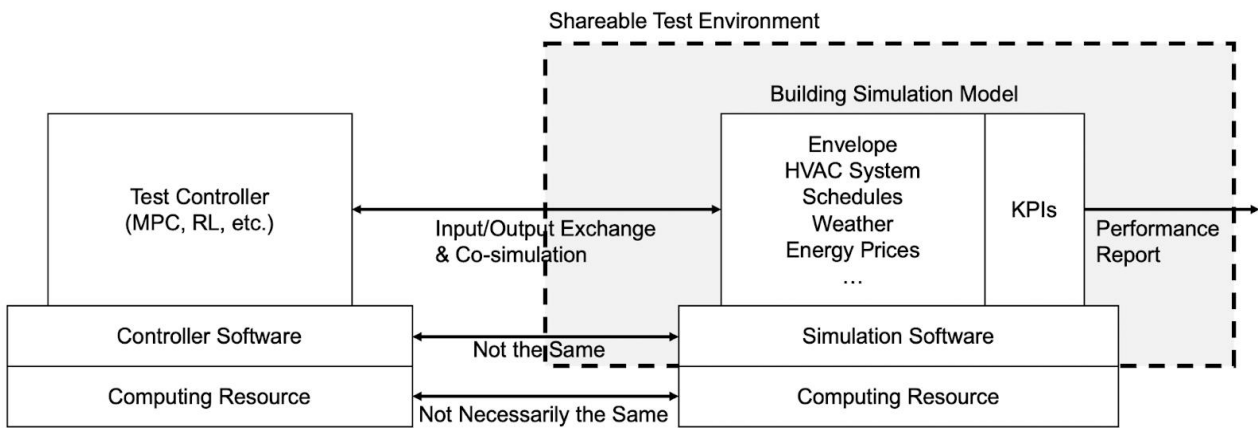 Shareable Test Environment
Building Simulation Model
Test Controller
(MPC, RL, etc.)
Input/Output Exchange
& Co-simulation
Envelope
HVAC System
Schedules
Weather
Energy Prices
...
KPIs
Performance
Report
Controller Software
Not the Same
Simulation Software
Computing Resource
Not Necessarily the Same
Computing Resource